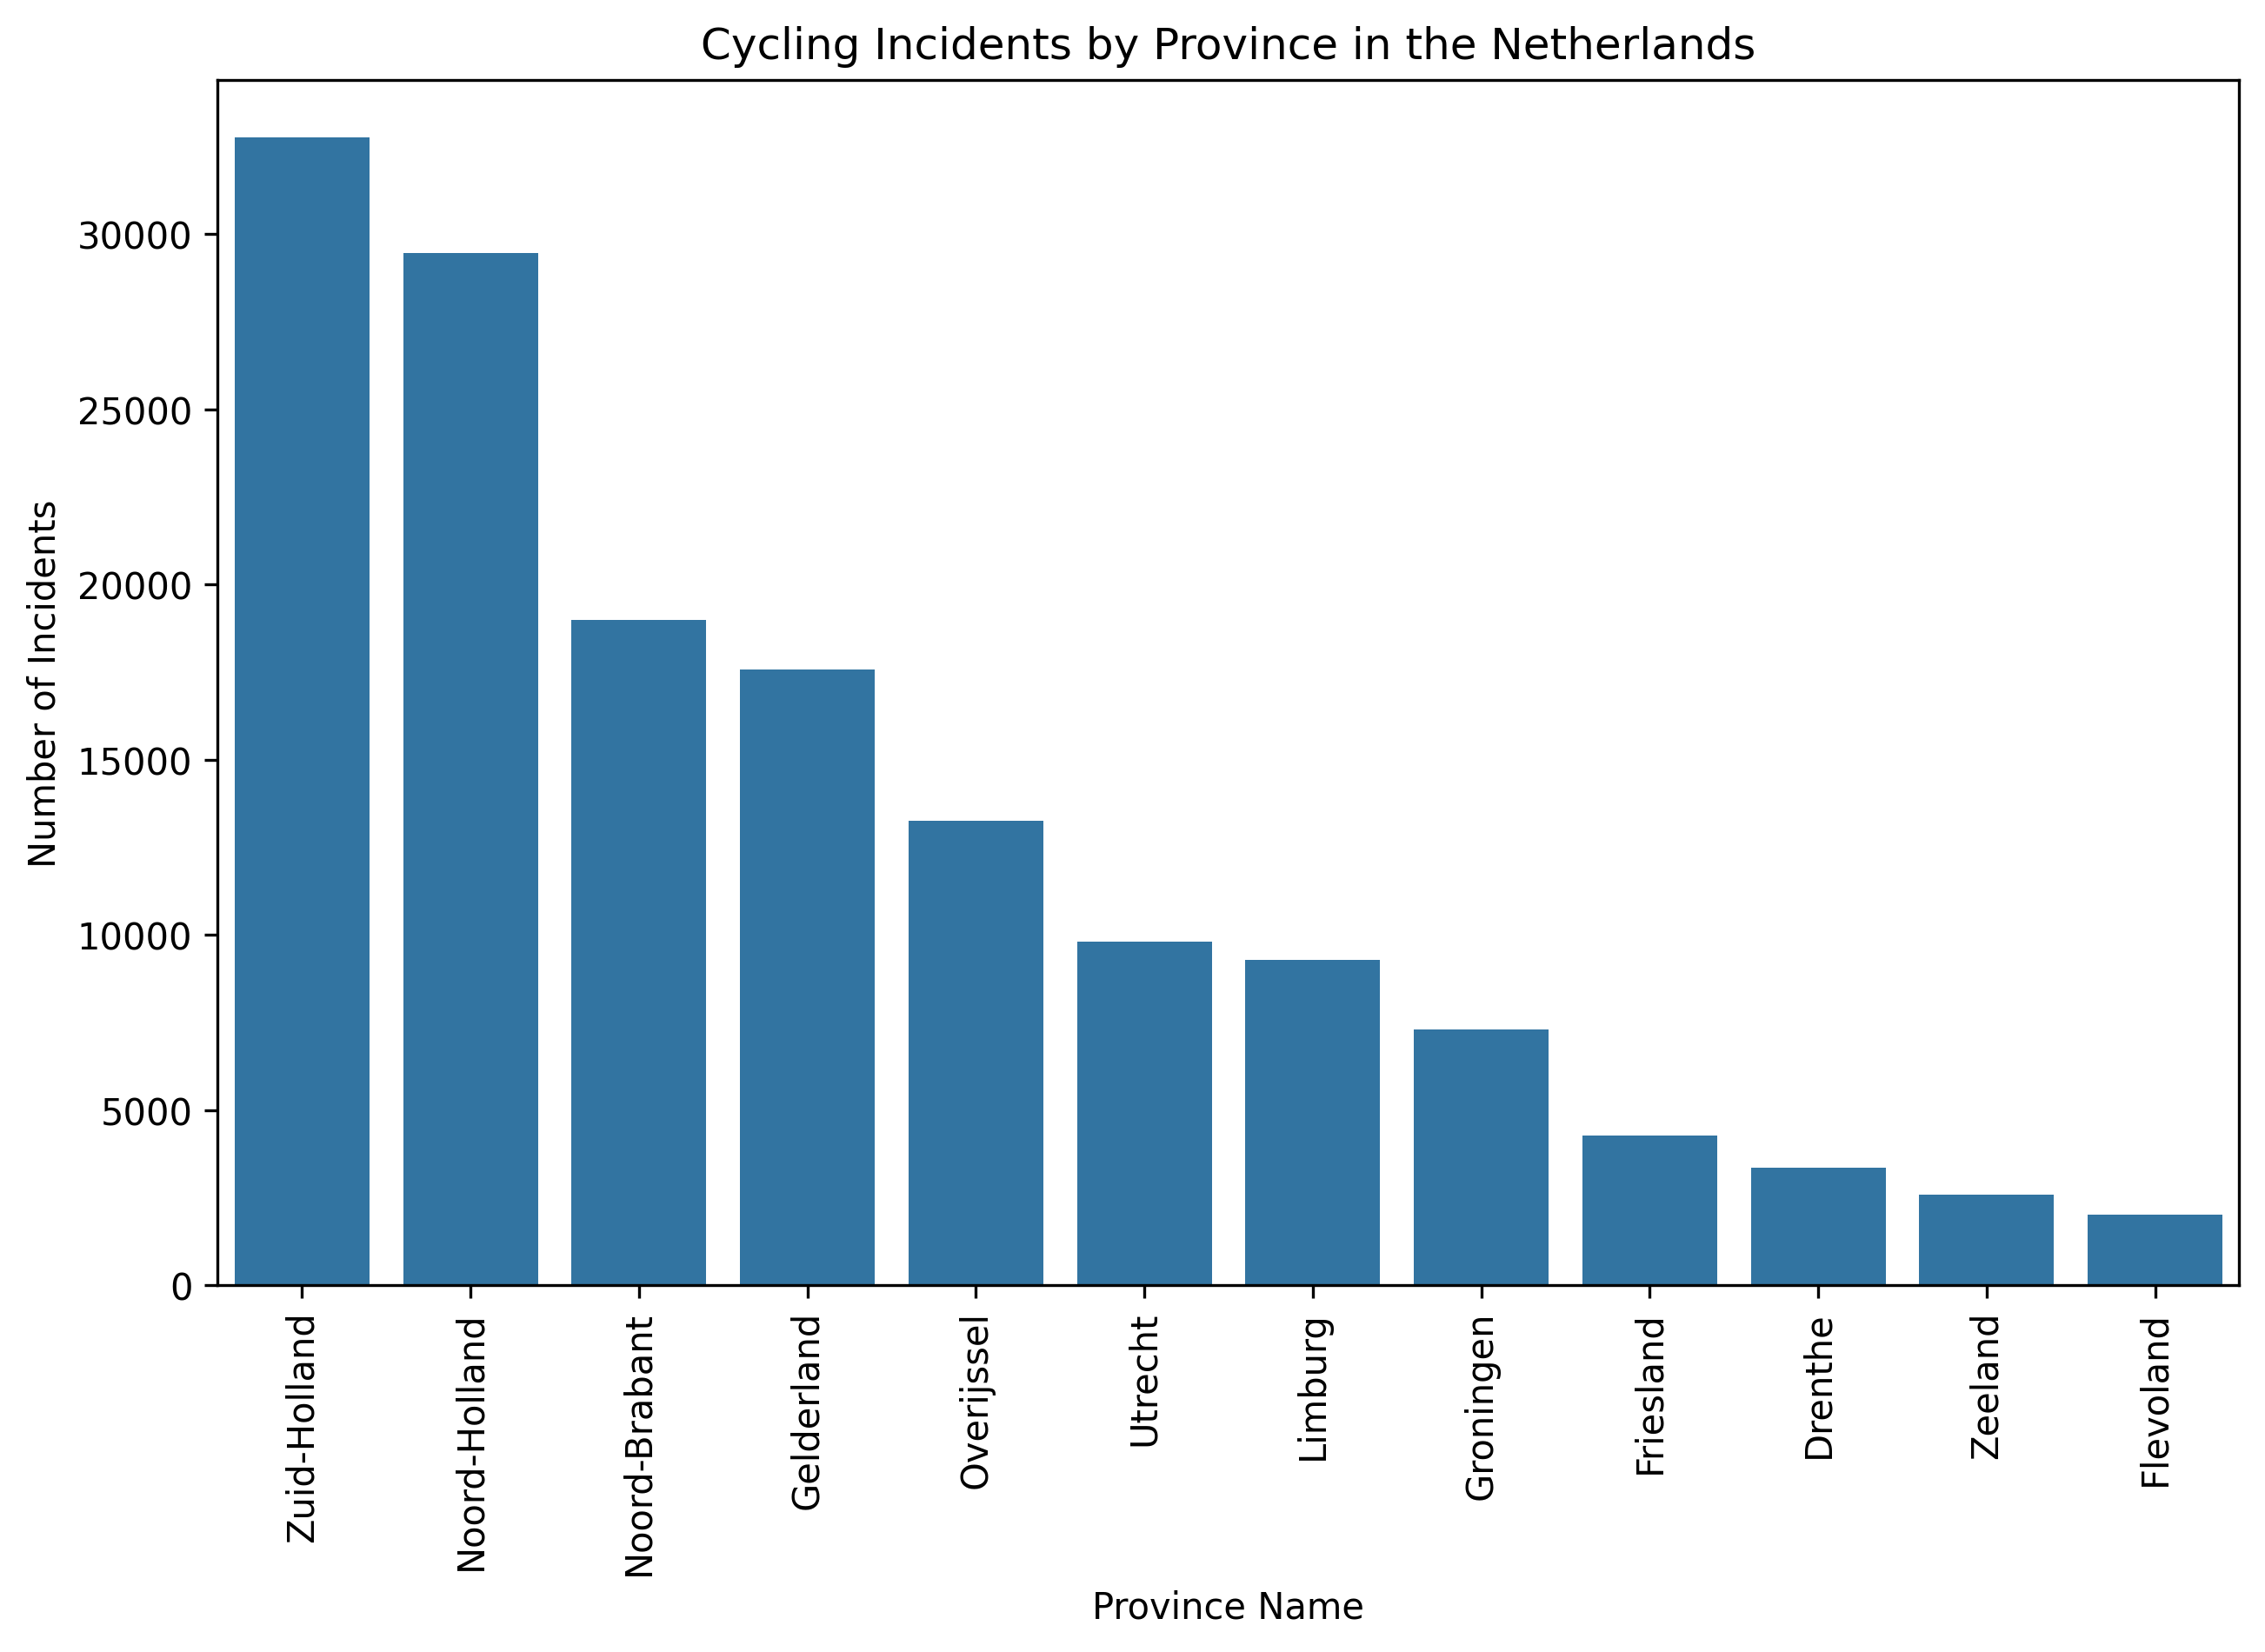 Cycling Incidents by Province in the Netherlands
Number of Incidents
30000
25000
20000
15000
10000
5000
0
Zuid-Holland
Noord-Holland
Noord-Brabant
Gelderland
Overijssel
Utrecht
Limburg
Groningen
Friesland
Drenthe
Zeeland
Flevoland
Province Name